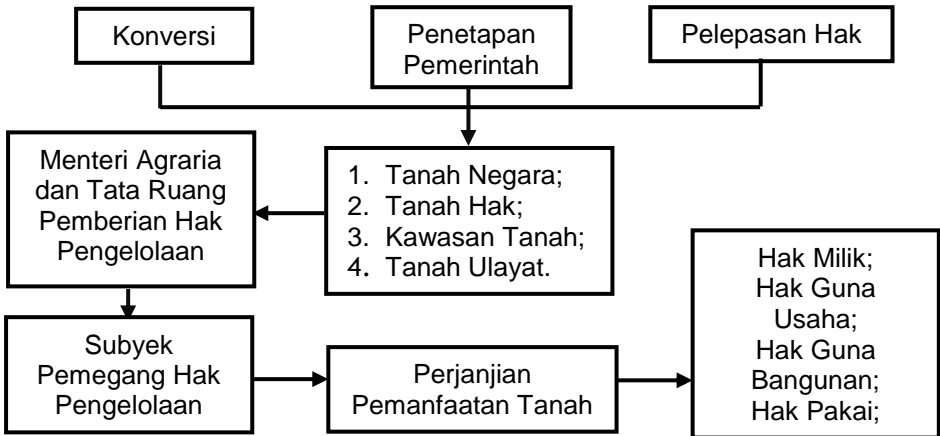 Konversi
Penetapan
Pemerintah
Pelepasan Hak
Menteri Agraria
dan Tata Ruang
Pemberian Hak
Pengelolaan
1. Tanah Negara;
2. Tanah Hak;
3. Kawasan Tanah;
4. Tanah Ulayat.
Subyek
Pemegang Hak
Pengelolaan
Perjanjian
Pemanfaatan Tanah
Hak Milik;
Hak Guna
Usaha;
Hak Guna
Bangunan;
Hak Pakai;